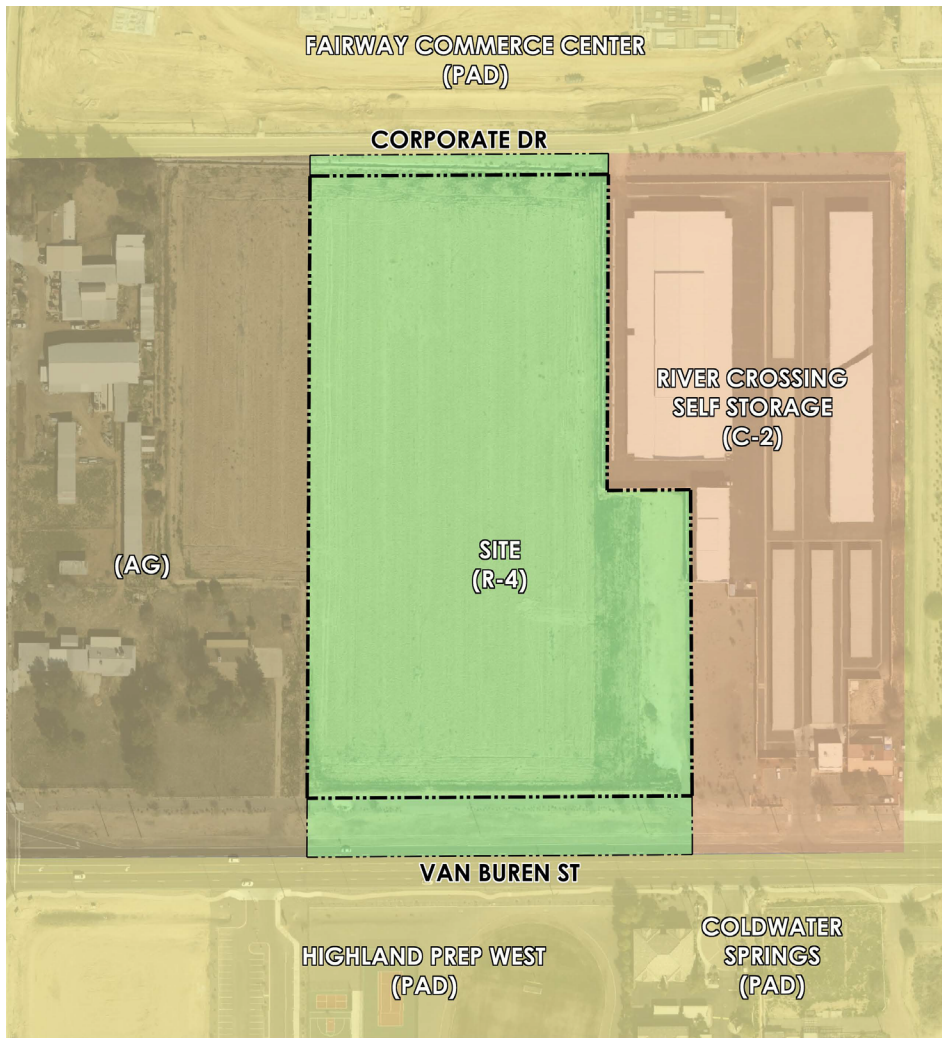 FAIRWAY COMMERCE CENTER
(PAD)
CORPORATE DR
RIVER CROSSING
SELF STORAGE
(C-2)
SITE
(R-4)
(AG)
VAN BUREN ST
HIGHLAND PREP WEST
(PAD)
COLDWATER
SPRINGS
(PAD)